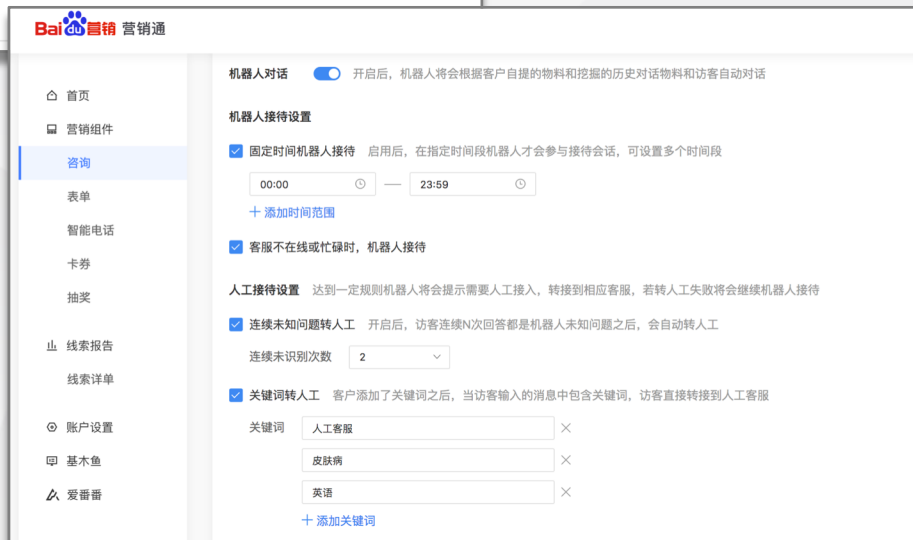 Bai du 营销 营销通
首页
营销组件
咨询
表单
智能电话
卡券
抽奖
线索报告
线索详单
账户设置
基木鱼
爱番番
机器人对话 开启后，机器人将会根据客户自提的物料和挖掘的历史对话物料和访客自动对话
机器人接待设置
固定时间机器人接待 启用后，在指定时间段机器人才会参与接待会话，可设置多个时间段
00:00 — 23:59
+ 添加时间范围
客服不在线或忙碌时，机器人接待
人工接待设置 达到一定规则机器人将会提示需要人工接入，转接到相应客服，若转人工失败将会继续机器人接待
连续未知问题转人工 开启后，访客连续N次回答都是机器人未知问题之后，会自动转人工
连续未识别次数 2
关键词转人工 客户添加了关键词之后，当访客输入的消息中包含关键词，访客直接转接到人工客服
关键词 人工客服
皮肤病
英语
+ 添加关键词